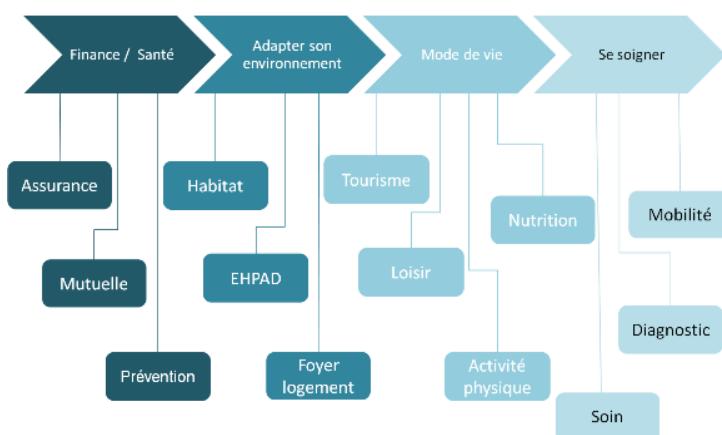 Finance / Santé
Adapter son
environnement
Mode de vie
Se soigner
Assurance
Habitat
Tourisme
Nutrition
Mobilité
Mutuelle
EHPAD
Loisir
Diagnostic
Prévention
Foyer
logement
Activité
physique
Soin